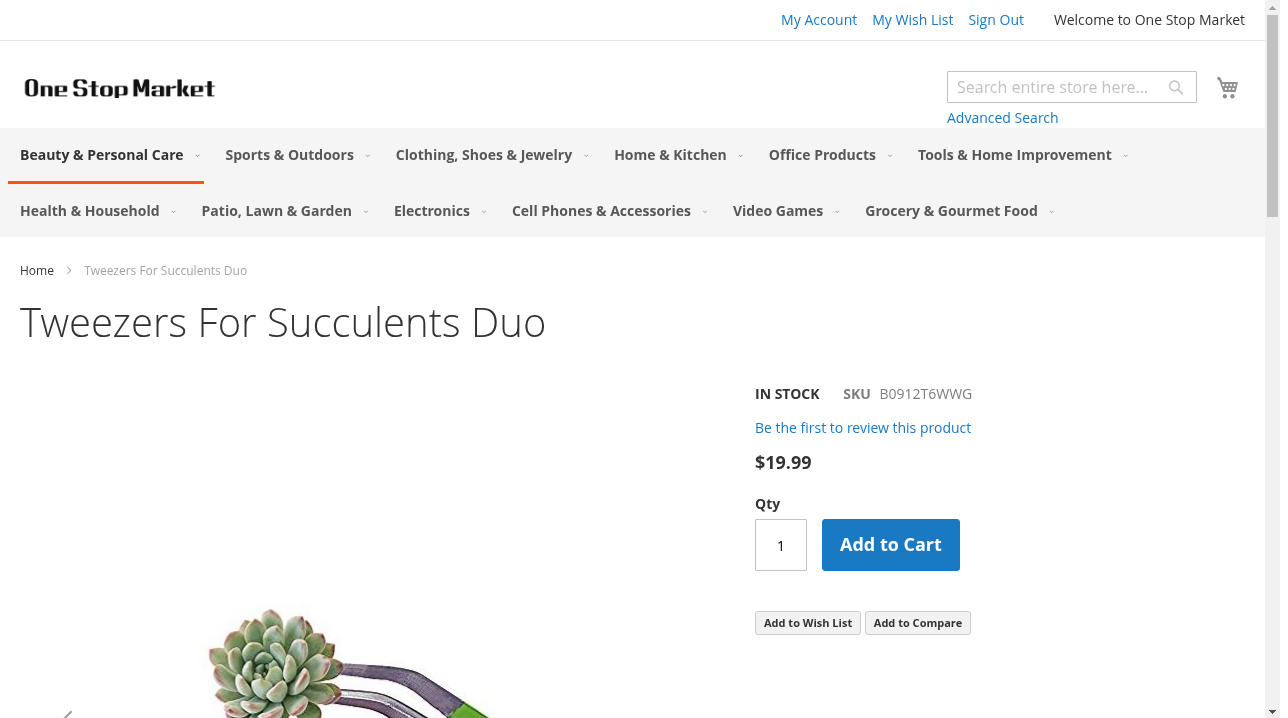 My Account My Wish List Sign Out Welcome to One Stop Market
One Stop Market
Search entire store here...
Advanced Search
Beauty & Personal Care Sports & Outdoors Clothing, Shoes & Jewelry Home & Kitchen Office Products Tools & Home Improvement
Health & Household Patio, Lawn & Garden Electronics Cell Phones & Accessories Video Games Grocery & Gourmet Food
Home Tweezers For Succulents Duo
Tweezers For Succulents Duo
IN STOCK SKU B0912T6WWG
Be the first to review this product
$19.99
Qty
1 Add to Cart
Add to Wish List Add to Compare